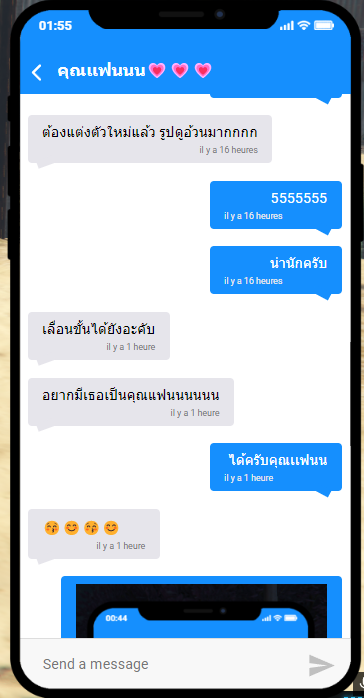 01:55
คุณแฟนนน💗💗💗
ต้องแต่งตัวใหม่แล้ว รูปดูอ้วนมากกกก
il y a 16 heures
5555555
il y a 16 heures
น่านักครับ
il y a 16 heures
เลื่อนขั้นได้ยังอะคับ
il y a 1 heure
อยากมีเธอเป็นคุณแฟนนนนนนน
il y a 1 heure
ได้ครับคุณแฟนน
il y a 1 heure
😙😊😙😊
il y a 1 heure
00:44
Send a message